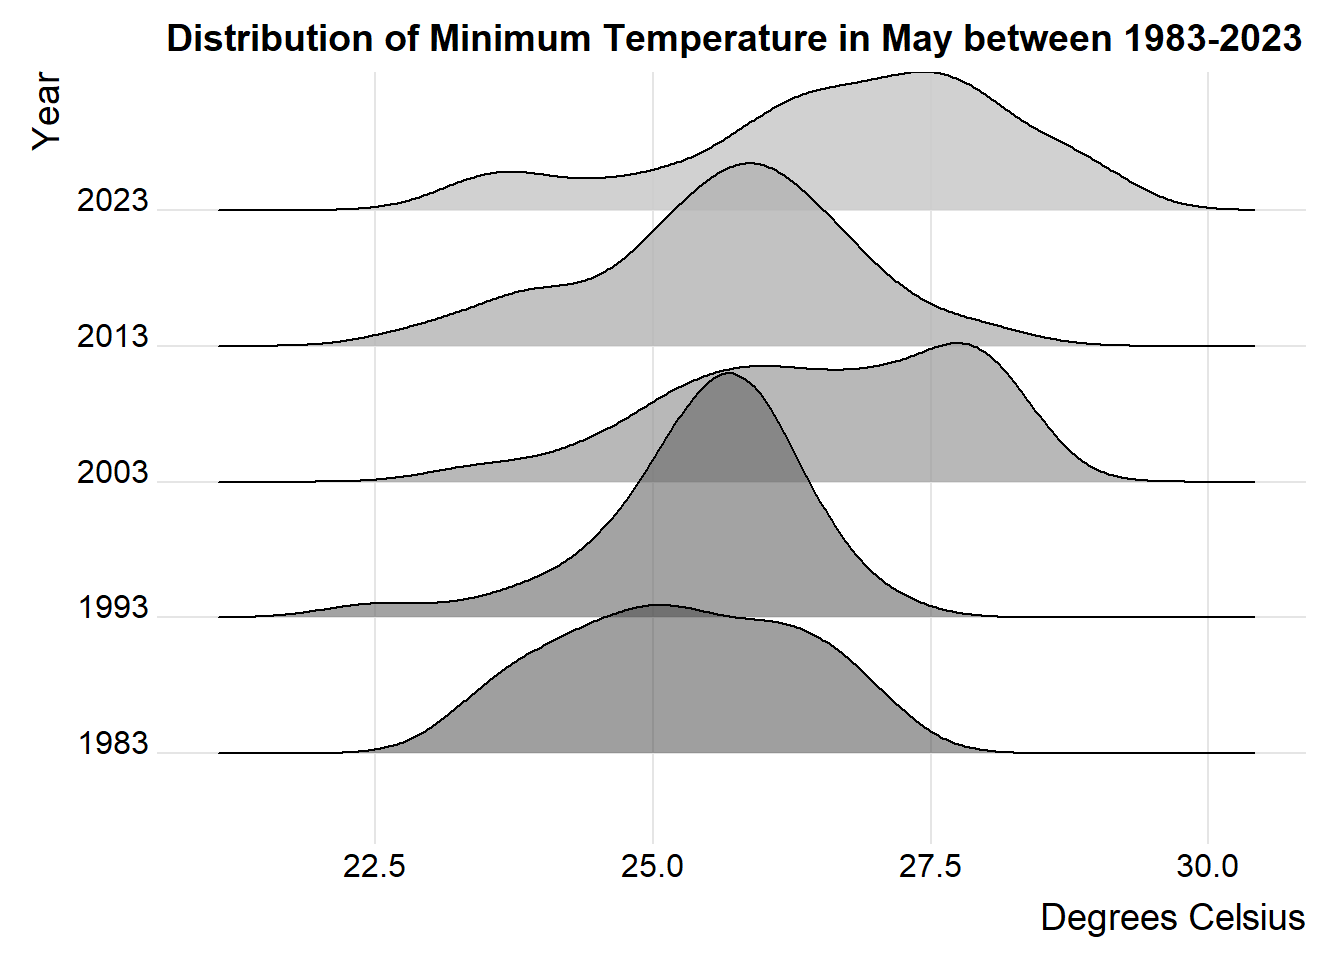 Distribution of Minimum Temperature in May between 1983-2023
Year
2023
2013
2003
1993
1983
22.5 25.0 27.5 30.0
Degrees Celsius